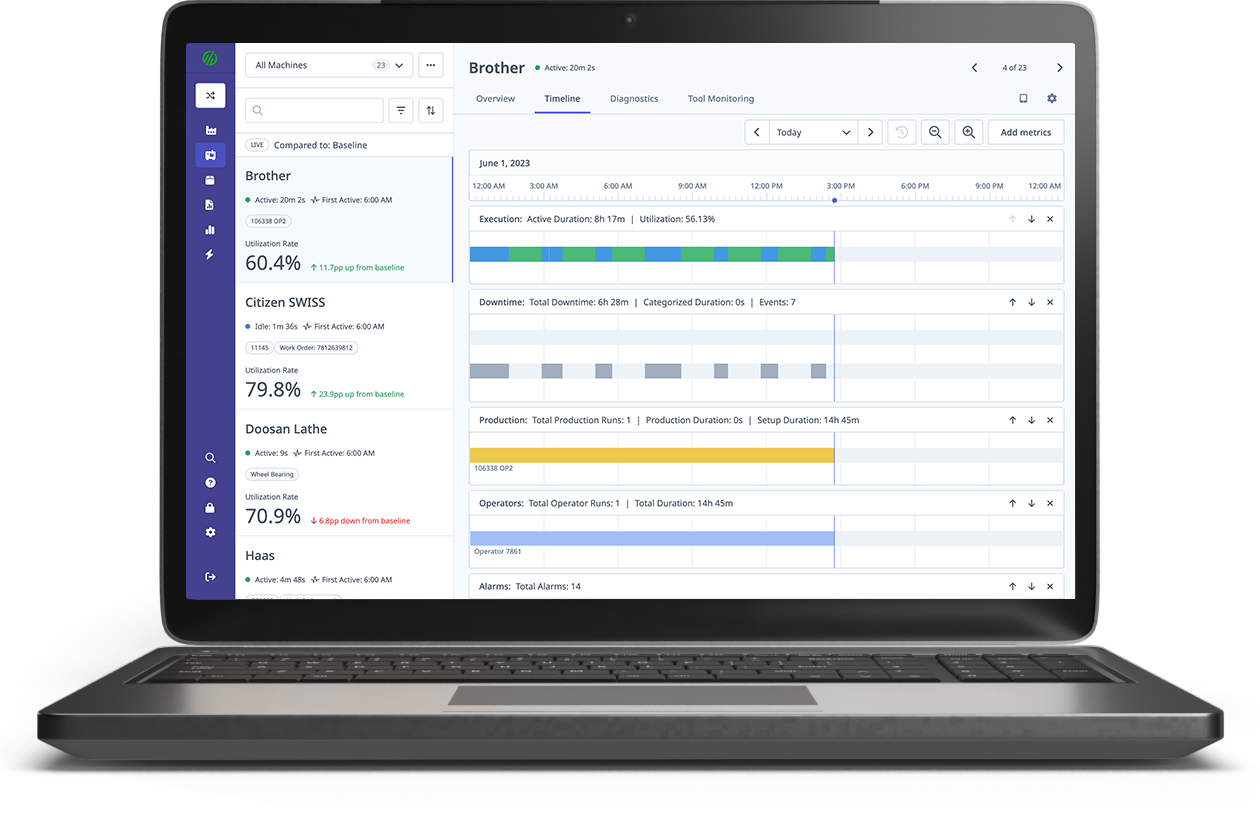 All Machines 23
LIVE Compared to: Baseline
Brother
Active: 20m 2s First Active: 6:00 AM
106338 OP2
Utilization Rate
60.4% 11.7pp up from baseline
Citizen SWISS
Idle: 1m 36s First Active: 6:00 AM
11145 Work Order: 7812639812
Utilization Rate
79.8% 23.9pp up from baseline
Doosan Lathe
Active: 9s First Active: 6:00 AM
Wheel Bearing
Utilization Rate
70.9% 6.8pp down from baseline
Haas
Active: 4m 48s First Active: 6:00 AM
Brother Active: 20m 2s 4 of 23
Overview Timeline Diagnostics Tool Monitoring
Today Add metrics
June 1, 2023
12:00 AM 3:00 AM 6:00 AM 9:00 AM 12:00 PM 3:00 PM 6:00 PM 9:00 PM 12:00 AM
Execution: Active Duration: 8h 17m | Utilization: 56.13%
Downtime: Total Downtime: 6h 28m | Categorized Duration: 0s | Events: 7
Production: Total Production Runs: 1 | Production Duration: 0s | Setup Duration: 14h 45m
106338 OP2
Operators: Total Operator Runs: 1 | Total Duration: 14h 45m
Operator 7861
Alarms: Total Alarms: 14